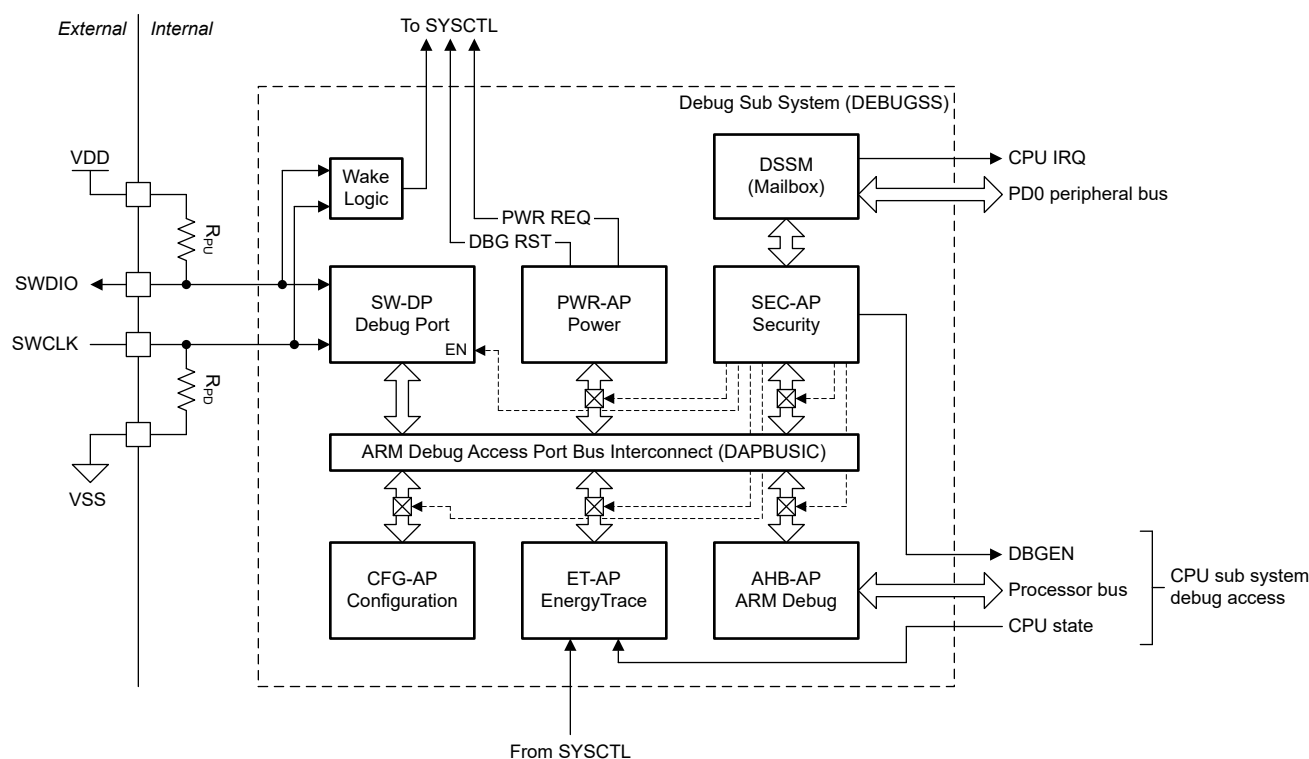 External
Internal
To SYSCTL
Debug Sub System (DEBUGSS)
VDD
Wake
Logic
DSSM
(Mailbox)
CPU IRQ
PD0 peripheral bus
RPU
PWR REQ
DBG RST
SWDIO
SW-DP
Debug Port
EN
PWR-AP
Power
SEC-AP
Security
SWCLK
RPD
ARM Debug Access Port Bus Interconnect (DAPBUSIC)
VSS
CFG-AP
Configuration
ET-AP
EnergyTrace
AHB-AP
ARM Debug
DBGEN
Processor bus
CPU state
CPU sub system
debug access
From SYSCTL